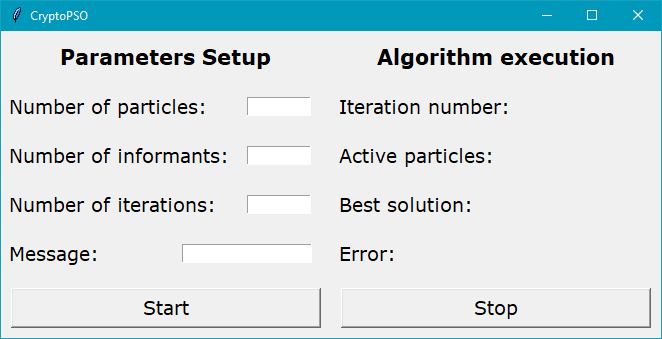 CryptoPSO
Parameters Setup
Number of particles:
Number of informants:
Number of iterations:
Message:
Start
Algorithm execution
Iteration number:
Active particles:
Best solution:
Error:
Stop